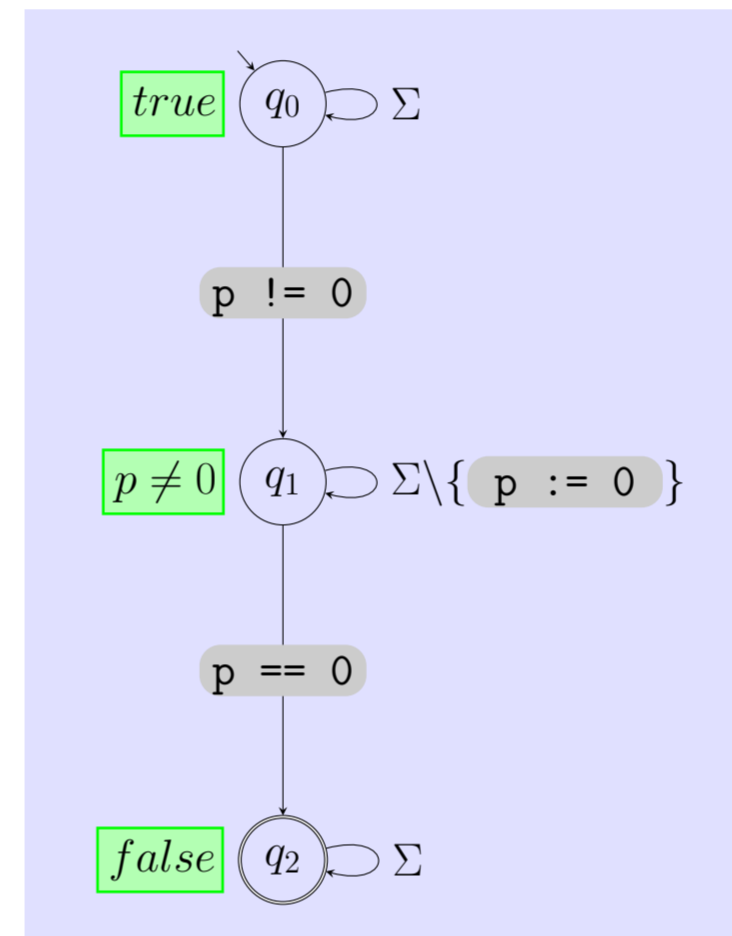 true q₀ Σ
p != 0
p ≠ 0 q₁ Σ\{ p := 0 }
p == 0
false q₂ Σ